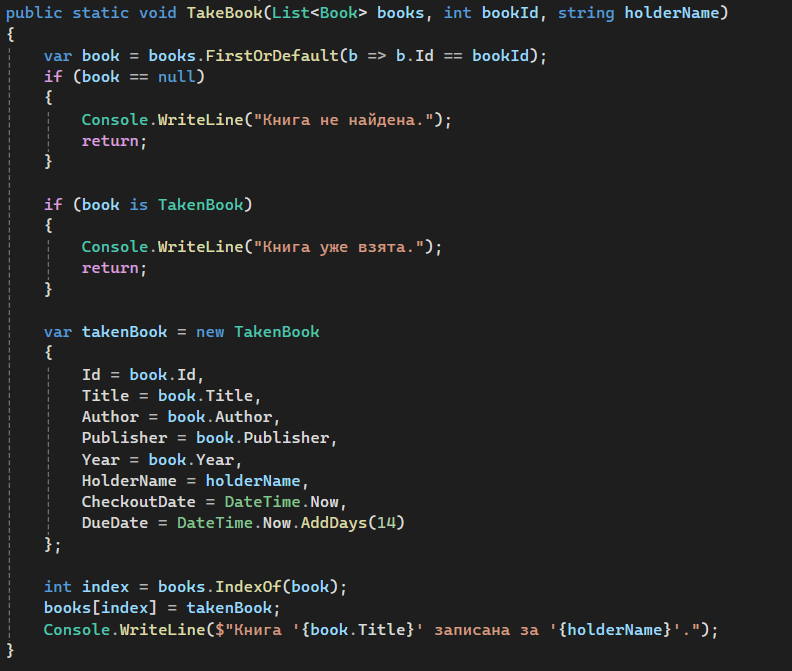 public static void TakeBook(List<Book> books, int bookId, string holderName)
{
    var book = books.FirstOrDefault(b => b.Id == bookId);
    if (book == null)
    {
        Console.WriteLine("Книга не найдена.");
        return;
    }

    if (book is TakenBook)
    {
        Console.WriteLine("Книга уже взята.");
        return;
    }

    var takenBook = new TakenBook
    {
        Id = book.Id,
        Title = book.Title,
        Author = book.Author,
        Publisher = book.Publisher,
        Year = book.Year,
        HolderName = holderName,
        CheckoutDate = DateTime.Now,
        DueDate = DateTime.Now.AddDays(14)
    };

    int index = books.IndexOf(book);
    books[index] = takenBook;
    Console.WriteLine($"Книга '{book.Title}' записана за '{holderName}'.");
}